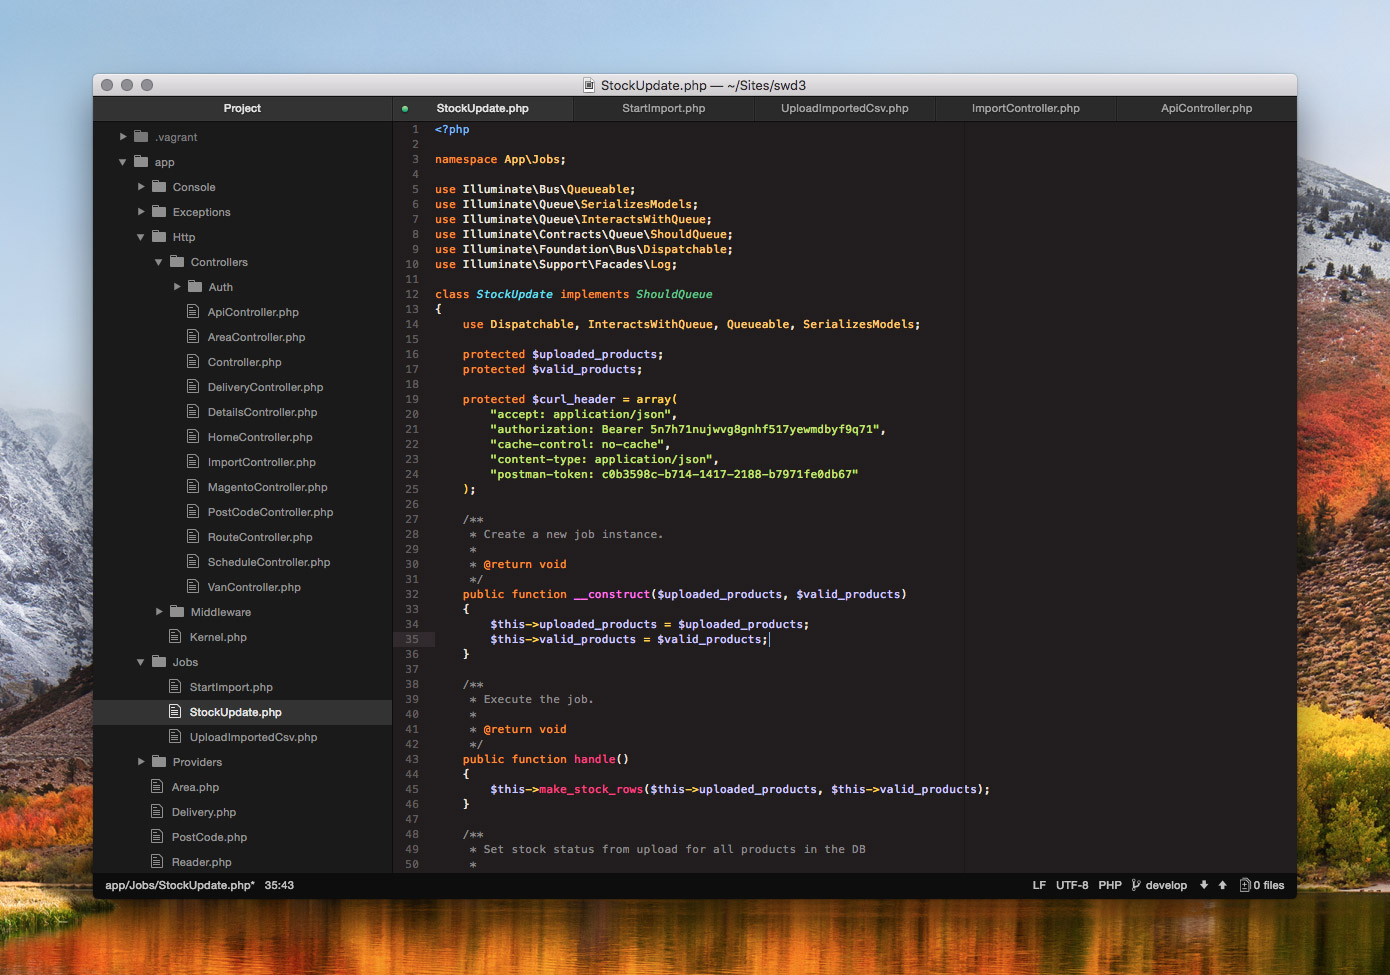 StockUpdate.php — ~/Sites/swd3
Project
StockUpdate.php
StartImport.php
UploadImportedCsv.php
ImportController.php
ApiController.php
.vagrant
app
Console
Exceptions
Http
Controllers
Auth
ApiController.php
AreaController.php
Controller.php
DeliveryController.php
DetailsController.php
HomeController.php
ImportController.php
MagentoController.php
PostCodeController.php
RouteController.php
ScheduleController.php
VanController.php
Middleware
Kernel.php
Jobs
StartImport.php
StockUpdate.php
UploadImportedCsv.php
Providers
Area.php
Delivery.php
PostCode.php
Reader.php
1 <?php
2
3 namespace App\Jobs;
4
5 use Illuminate\Bus\Queueable;
6 use Illuminate\Queue\SerializesModels;
7 use Illuminate\Queue\InteractsWithQueue;
8 use Illuminate\Contracts\Queue\ShouldQueue;
9 use Illuminate\Foundation\Bus\Dispatchable;
10 use Illuminate\Support\Facades\Log;
11
12 class StockUpdate implements ShouldQueue
13 {
14 use Dispatchable, InteractsWithQueue, Queueable, SerializesModels;
15
16 protected $uploaded_products;
17 protected $valid_products;
18
19 protected $curl_header = array(
20 "accept: application/json",
21 "authorization: Bearer 5n7h71nujwvg8gnhf517yewmdbyf9q71",
22 "cache-control: no-cache",
23 "content-type: application/json",
24 "postman-token: c0b3598c-b714-1417-2188-b7971fe0db67"
25 );
26
27 /**
28 * Create a new job instance.
29 *
30 * @return void
31 */
32 public function __construct($uploaded_products, $valid_products)
33 {
34 $this->uploaded_products = $uploaded_products;
35 $this->valid_products = $valid_products;
36 }
37
38 /**
39 * Execute the job.
40 *
41 * @return void
42 */
43 public function handle()
44 {
45 $this->make_stock_rows($this->uploaded_products, $this->valid_products);
46 }
47
48 /**
49 * Set stock status from upload for all products in the DB
50 *
app/Jobs/StockUpdate.php* 35:43
LF UTF-8 PHP develop 0 files